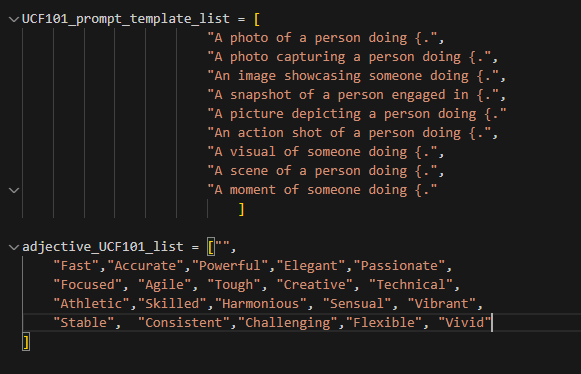 UCF101_prompt_template_list = [
"A photo of a person doing {.",
"A photo capturing a person doing {.",
"An image showcasing someone doing {.",
"A snapshot of a person engaged in {.",
"A picture depicting a person doing {."
"An action shot of a person doing {.",
"A visual of someone doing {.",
"A scene of a person doing {.",
"A moment of someone doing {."
]
adjective_UCF101_list = ["",
"Fast","Accurate","Powerful","Elegant","Passionate",
"Focused", "Agile", "Tough", "Creative", "Technical",
"Athletic","Skilled","Harmonious", "Sensual", "Vibrant",
"Stable",  "Consistent","Challenging","Flexible", "Vivid"
]